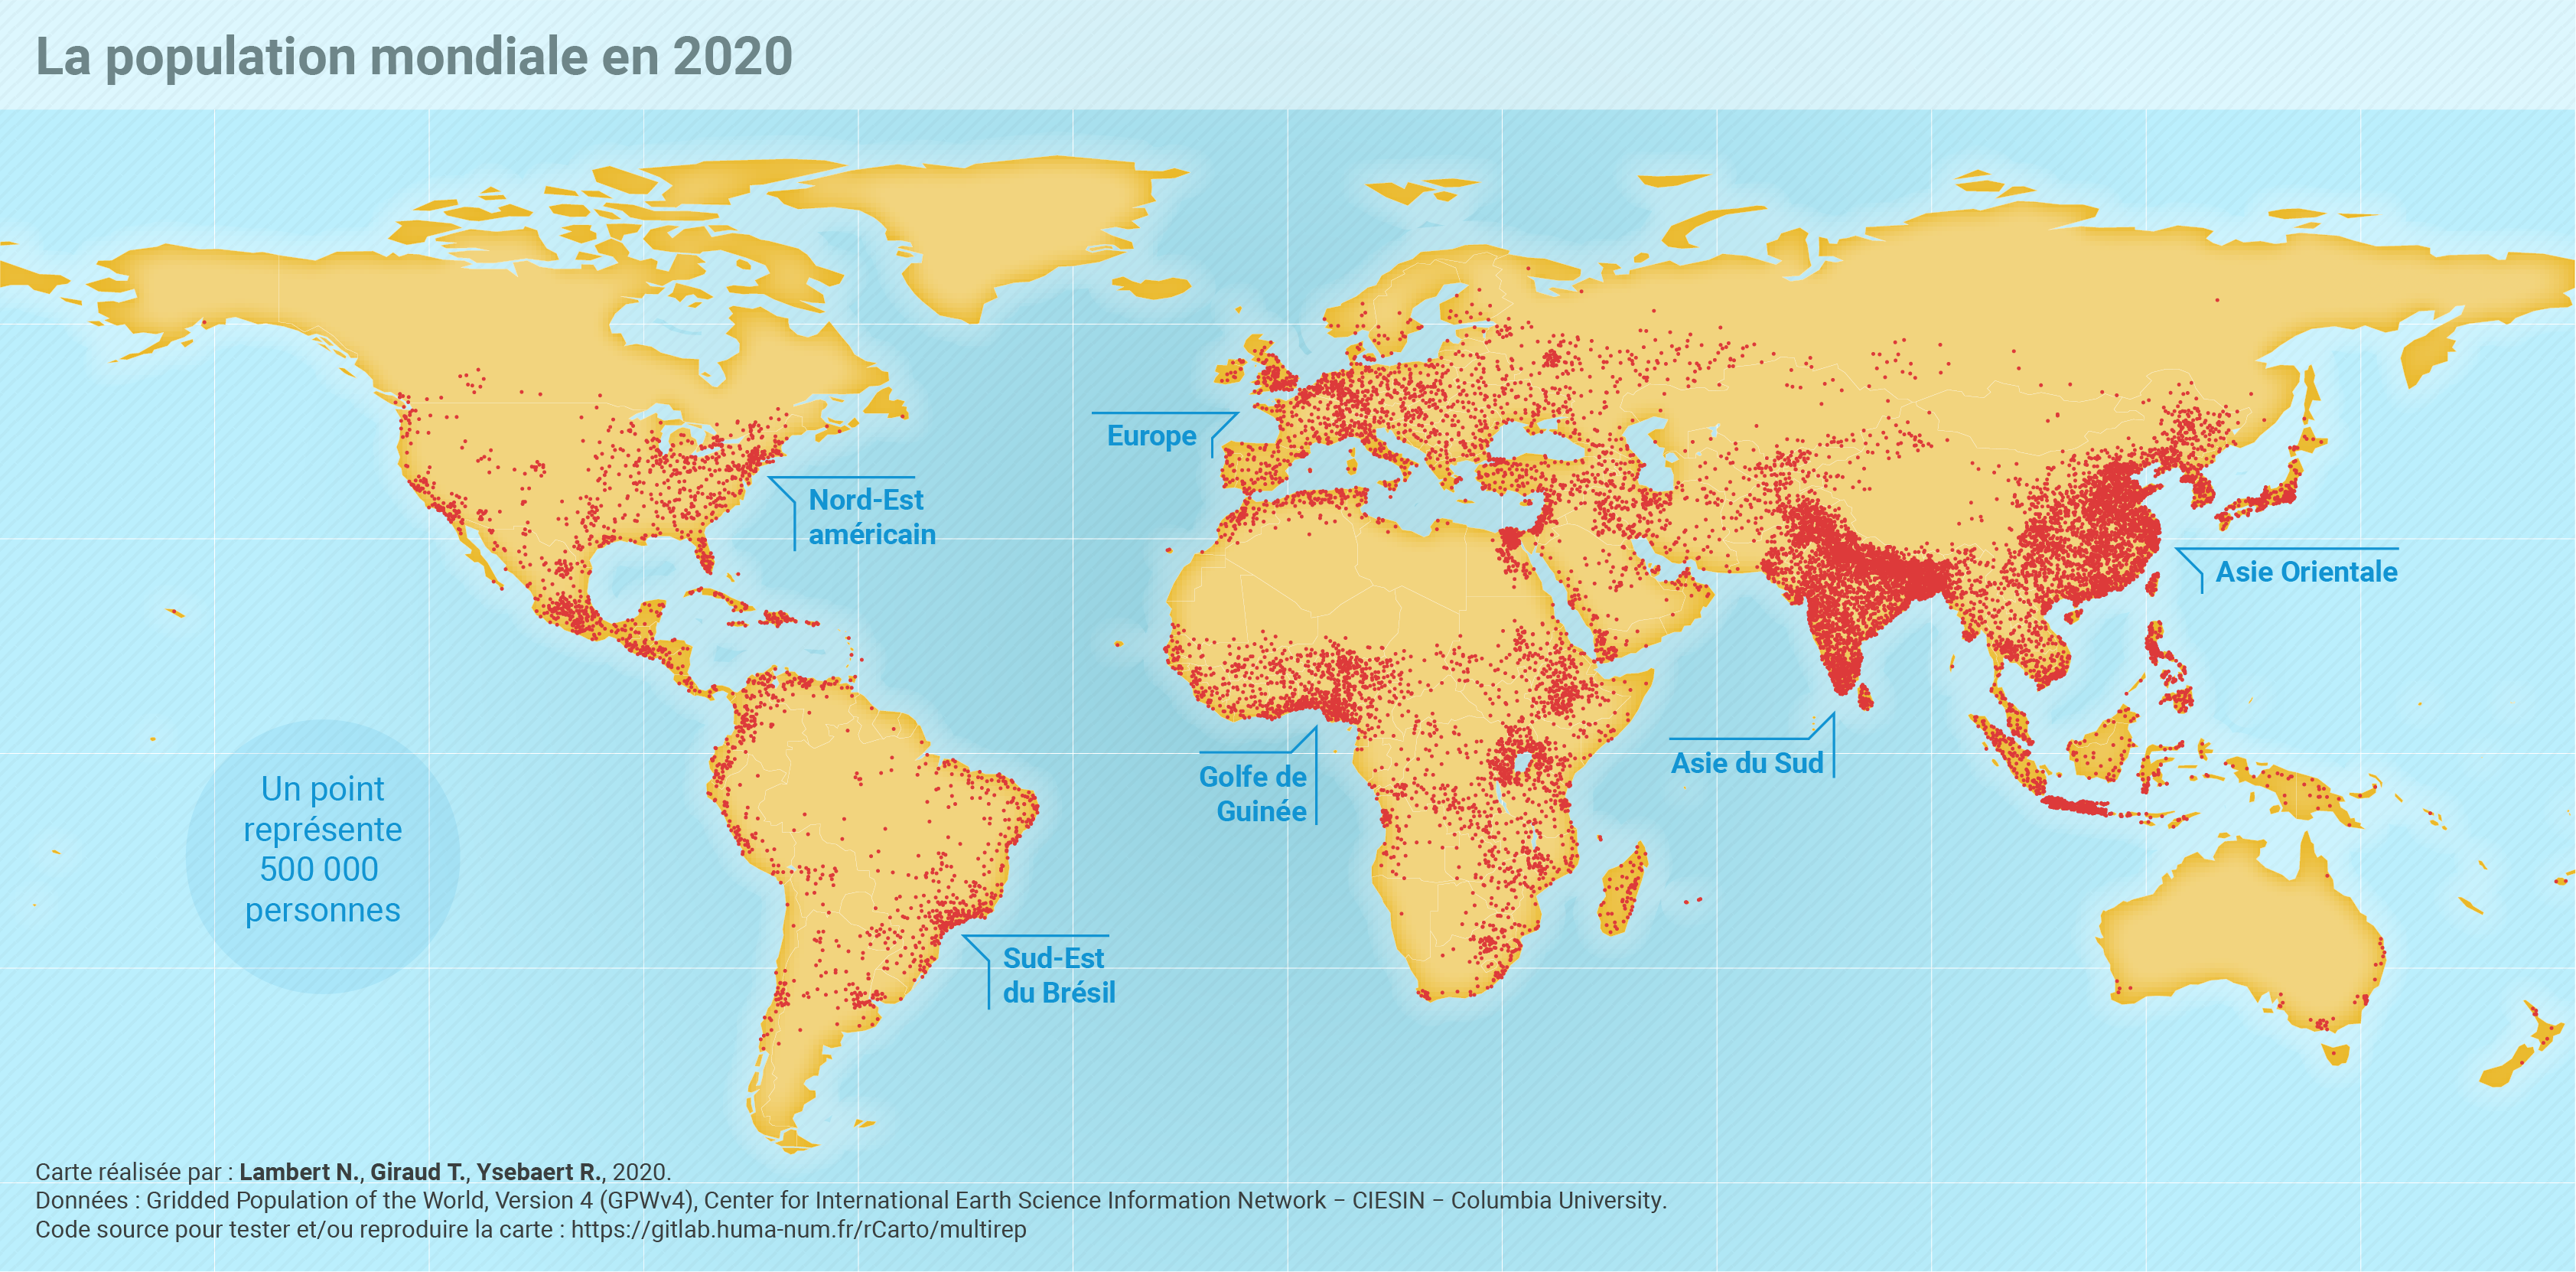 La population mondiale en 2020
Europe
Nord-Est
américain
Asie Orientale
Golfe de
Guinée
Asie du Sud
Un point
représente
500 000
personnes
Sud-Est
du Brésil
Carte réalisée par : Lambert N., Giraud T., Ysebaert R., 2020.
Données : Gridded Population of the World, Version 4 (GPWv4), Center for International Earth Science Information Network – CIESIN – Columbia University.
Code source pour tester et/ou reproduire la carte : https://gitlab.huma-num.fr/rCarto/multirep